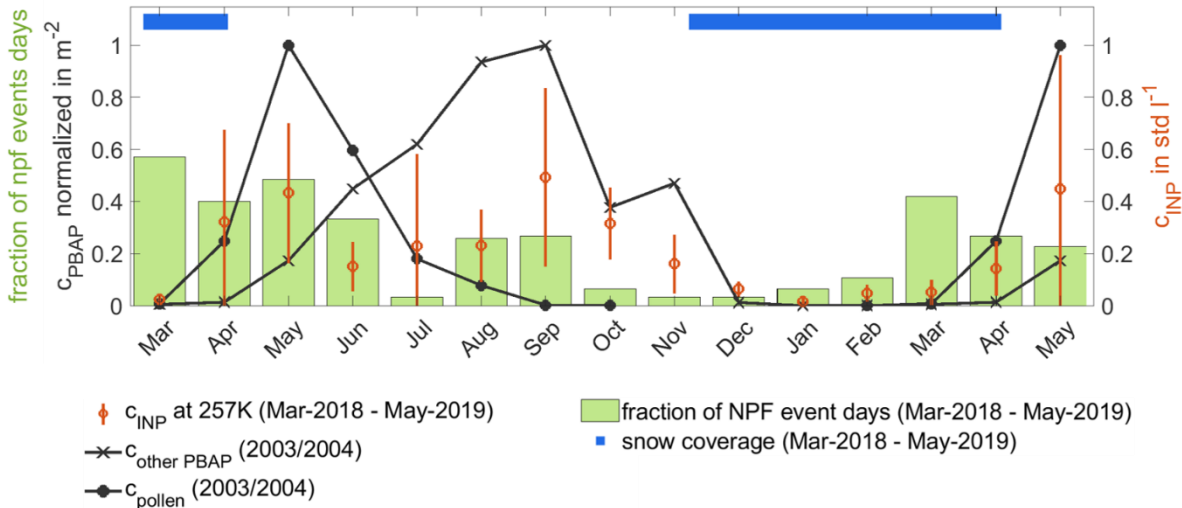 fraction of npf events days
c_PBAP normalized in m^-2
1
0.8
0.6
0.4
0.2
0
1
0.8
0.6
0.4
0.2
0
c_INP in std l^-1
Mar Apr May Jun Jul Aug Sep Oct Nov Dec Jan Feb Mar Apr May
c_INP at 257K (Mar-2018 - May-2019)
c_other PBAP (2003/2004)
c_pollen (2003/2004)
fraction of NPF event days (Mar-2018 - May-2019)
snow coverage (Mar-2018 - May-2019)